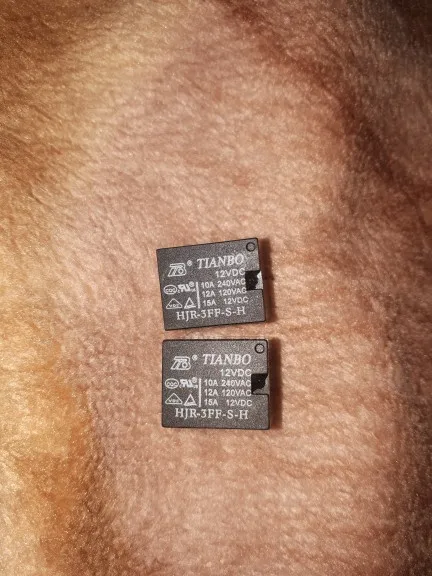 TIANBO
12VDC
10A 240VAC
12A 120VAC
15A 12VDC
HJR-3FF-S-H
TIANBO
12VDC
10A 240VAC
12A 120VAC
15A 12VDC
HJR-3FF-S-H